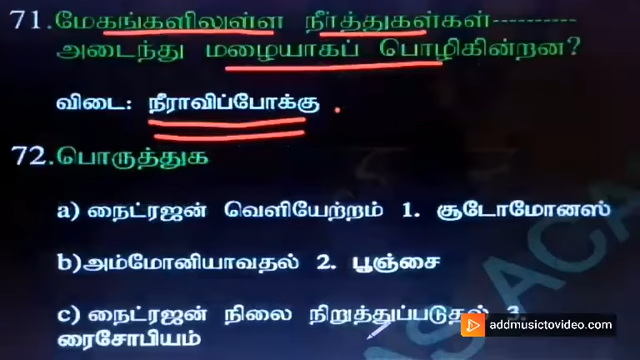 71.மேகங்களிலுள்ள நீர்த்துகள்கள்----------
அடைந்து மழையாகப் பொழிகின்றன?
விடை: நீராவிப்போக்கு
72.பொருத்துக
a) நைட்ரஜன் வெளியேற்றம் 1. சூடோமோனஸ்
b)அம்மோனியாவதல் 2. பூஞ்சை
c) நைட்ரஜன் நிலை நிறுத்துப்படுதல் 3.
ரைசோபியம்
addmusictovideo.com